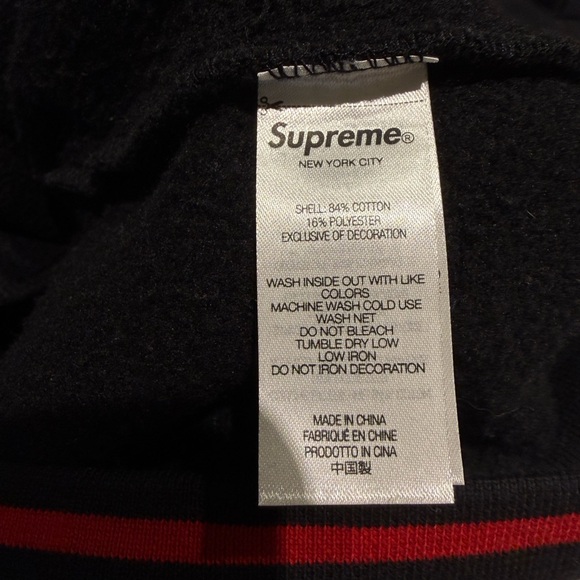 Supreme®
NEW YORK CITY
SHELL: 84% COTTON
16% POLYESTER
EXCLUSIVE OF DECORATION
WASH INSIDE OUT WITH LIKE
COLORS
MACHINE WASH COLD USE
WASH NET
DO NOT BLEACH
TUMBLE DRY LOW
LOW IRON
DO NOT IRON DECORATION
MADE IN CHINA
FABRIQUÉ EN CHINE
PRODOTTO IN CINA
中国製